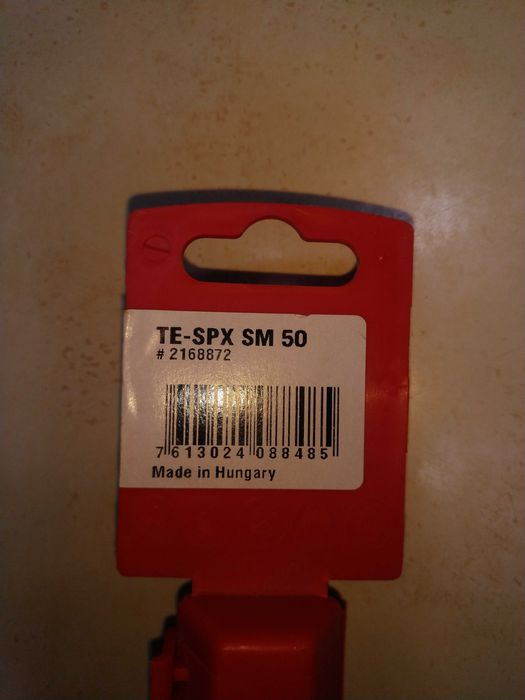 TE-SPX SM 50
# 2168872
7 613024 088485
Made in Hungary